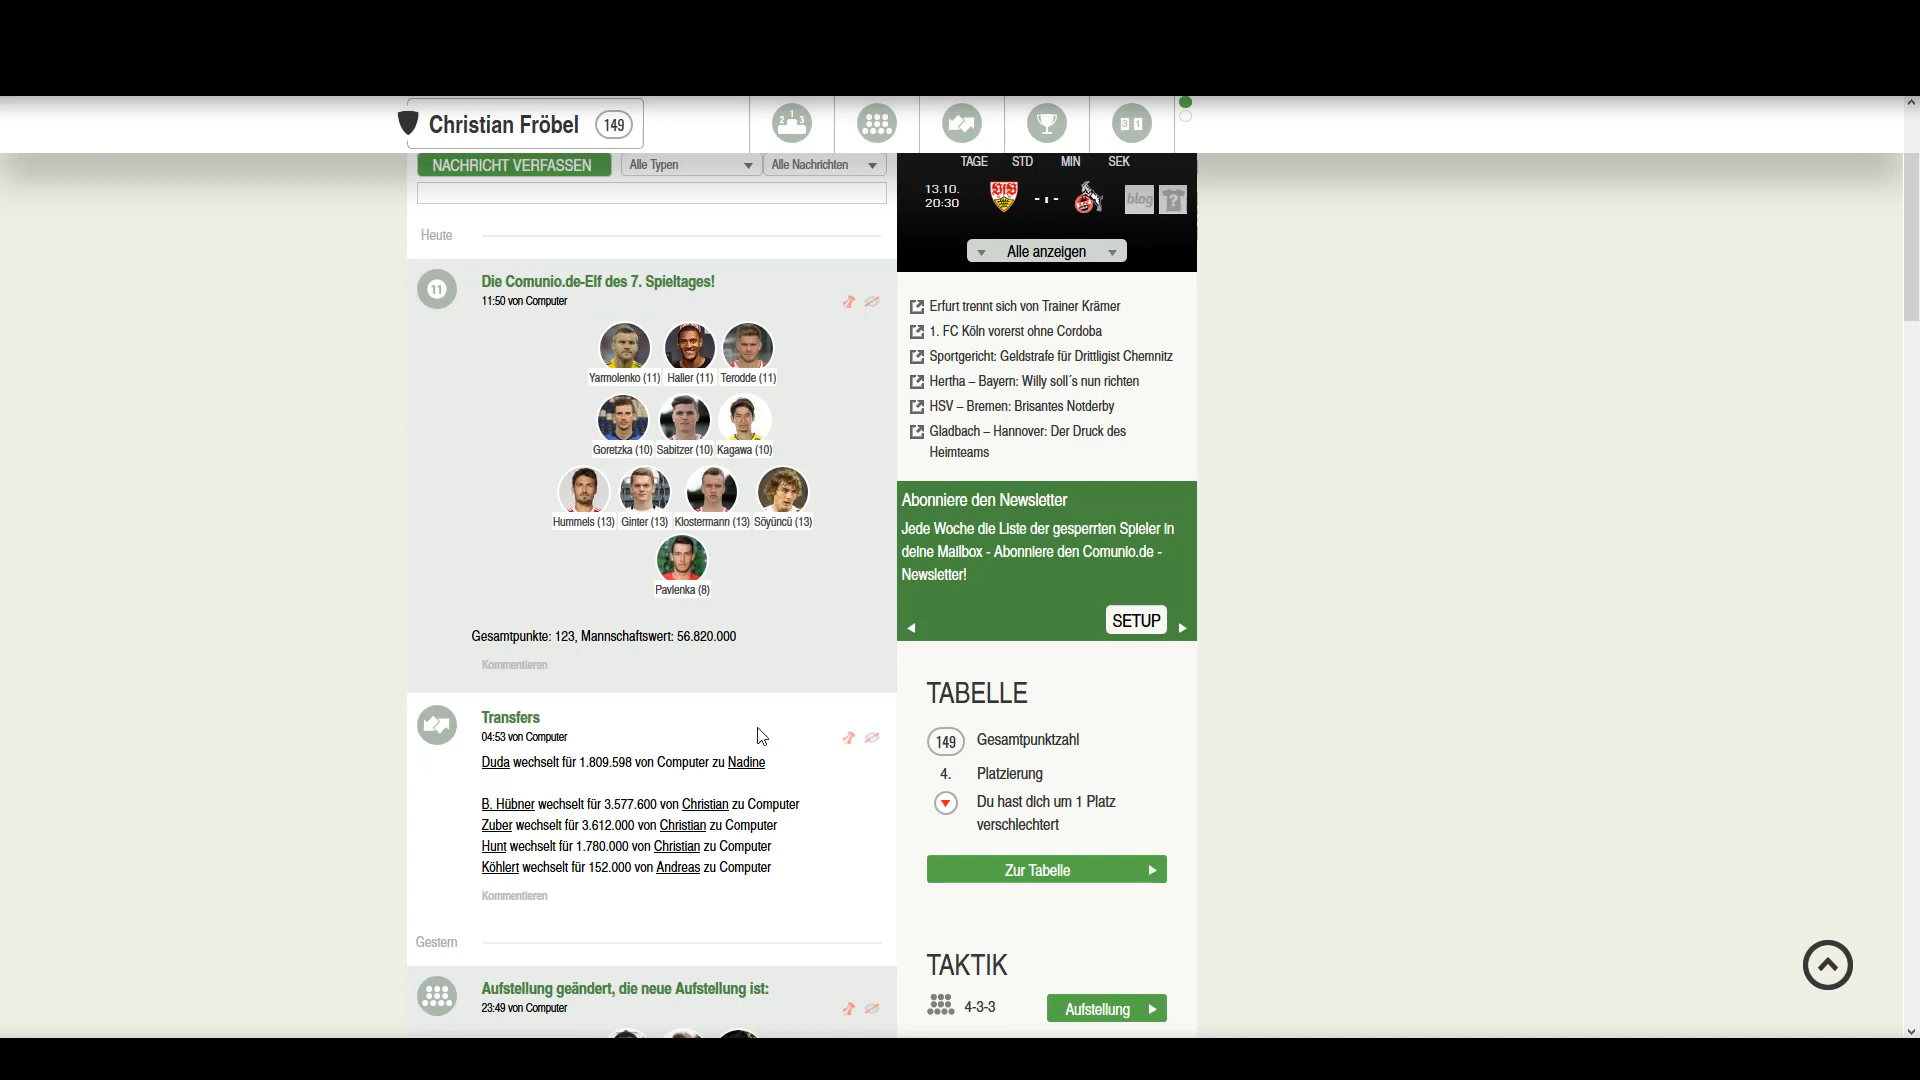 Christian Fröbel 149
1 2 3
3 1
NACHRICHT VERFASSEN Alle Typen Alle Nachrichten
Heute
11
Die Comunio.de-Elf des 7. Spieltages!
11:50 von Computer
Yarmolenko (11) Haller (11) Terodde (11)
Goretzka (10) Sabitzer (10) Kagawa (10)
Hummels (13) Ginter (13) Klostermann (13) Söyüncü (13)
Pavlenka (8)
Gesamtpunkte: 123, Mannschaftswert: 56.820.000
Kommentieren
Transfers
04:53 von Computer
Duda wechselt für 1.809.598 von Computer zu Nadine
B. Hübner wechselt für 3.577.600 von Christian zu Computer
Zuber wechselt für 3.612.000 von Christian zu Computer
Hunt wechselt für 1.780.000 von Christian zu Computer
Köhlert wechselt für 152.000 von Andreas zu Computer
Kommentieren
Gestern
Aufstellung geändert, die neue Aufstellung ist:
23:49 von Computer
TAGE STD MIN SEK
13.10.
20:30
- : -
blog ?
Alle anzeigen
Erfurt trennt sich von Trainer Krämer
1. FC Köln vorerst ohne Cordoba
Sportgericht: Geldstrafe für Drittligist Chemnitz
Hertha – Bayern: Willy soll´s nun richten
HSV – Bremen: Brisantes Notderby
Gladbach – Hannover: Der Druck des
Heimteams
Abonniere den Newsletter
Jede Woche die Liste der gesperrten Spieler in
deine Mailbox - Abonniere den Comunio.de -
Newsletter!
SETUP
TABELLE
149 Gesamtpunktzahl
4. Platzierung
Du hast dich um 1 Platz
verschlechtert
Zur Tabelle
TAKTIK
4-3-3 Aufstellung